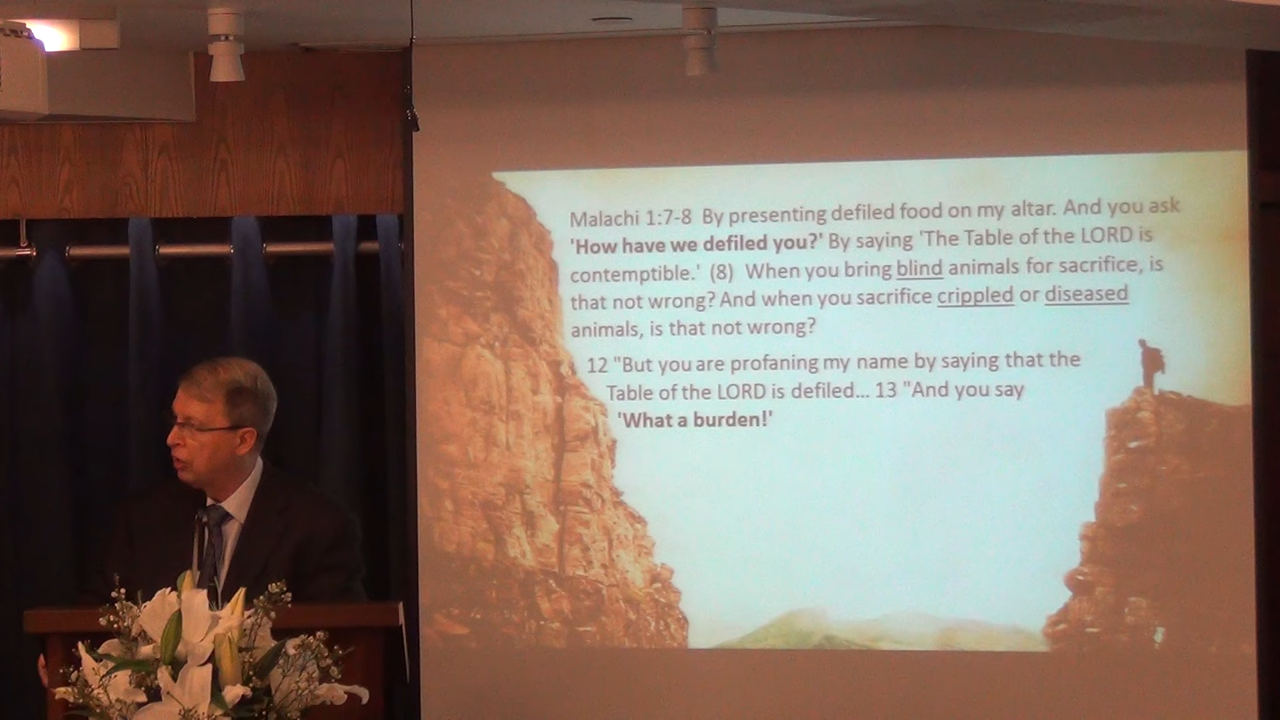 Malachi 1:7-8  By presenting defiled food on my altar. And you ask
'How have we defiled you?' By saying 'The Table of the LORD is
contemptible.'  (8)  When you bring blind animals for sacrifice, is
that not wrong? And when you sacrifice crippled or diseased
animals, is that not wrong?
12 "But you are profaning my name by saying that the
Table of the LORD is defiled... 13 "And you say
'What a burden!'